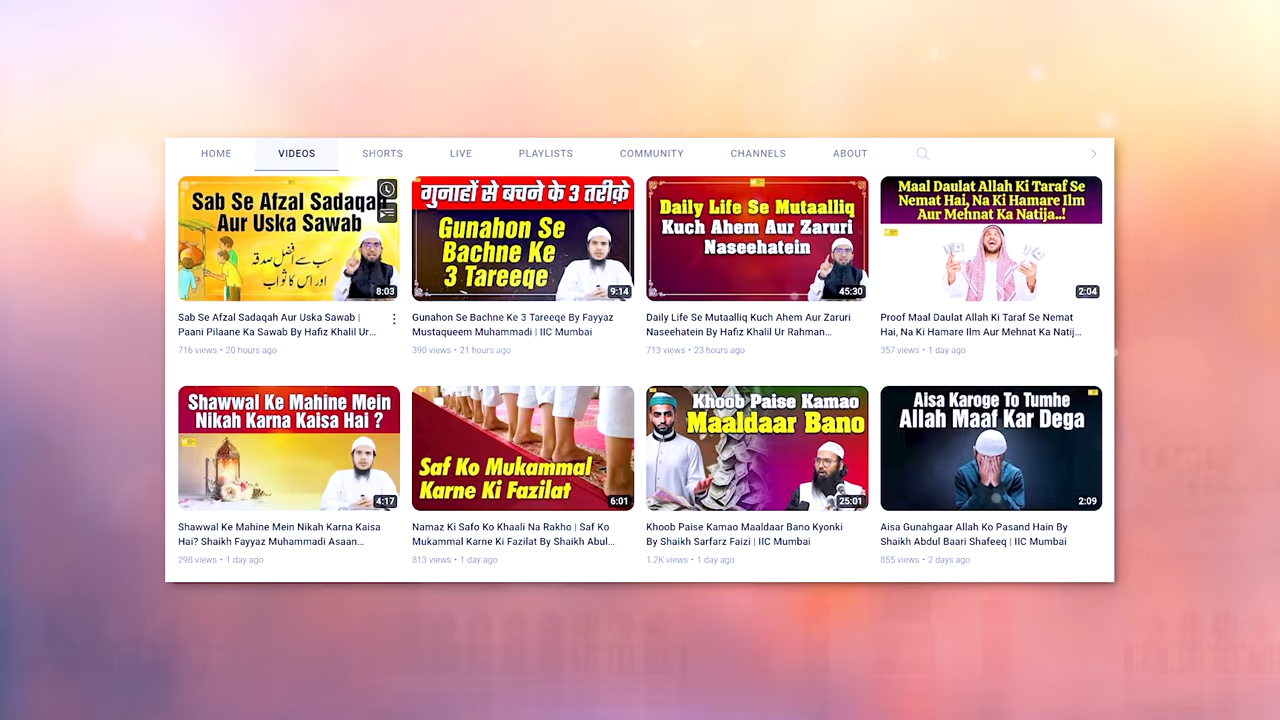 HOME VIDEOS SHORTS LIVE PLAYLISTS COMMUNITY CHANNELS ABOUT
Sab Se Afzal Sadaqah
Aur Uska Sawab
سب سے افضل صدقہ
اور اس کا ثواب
8:03
गुनाहों से बचने के 3 तरीक़े
Gunahon Se
Bachne Ke
3 Tareeqe
9:14
Daily Life Se Mutaalliq
Kuch Ahem Aur Zaruri
Naseehatein
45:30
Maal Daulat Allah Ki Taraf Se
Nemat Hai, Na Ki Hamare Ilm
Aur Mehnat Ka Natija..!
2:04
Sab Se Afzal Sadaqah Aur Uska Sawab |
Paani Pilaane Ka Sawab By Hafiz Khalil Ur...
716 views • 20 hours ago
Gunahon Se Bachne Ke 3 Tareeqe By Fayyaz
Mustaqueem Muhammadi | IIC Mumbai
390 views • 21 hours ago
Daily Life Se Mutaalliq Kuch Ahem Aur Zaruri
Naseehatein By Hafiz Khalil Ur Rahman...
713 views • 23 hours ago
Proof Maal Daulat Allah Ki Taraf Se Nemat
Hai, Na Ki Hamare Ilm Aur Mehnat Ka Natij...
357 views • 1 day ago
Shawwal Ke Mahine Mein
Nikah Karna Kaisa Hai ?
4:17
Saf Ko Mukammal
Karne Ki Fazilat
6:01
Khoob Paise Kamao
Maaldaar Bano
25:01
Aisa Karoge To Tumhe
Allah Maaf Kar Dega
2:09
Shawwal Ke Mahine Mein Nikah Karna Kaisa
Hai? Shaikh Fayyaz Muhammadi Asaan...
298 views • 1 day ago
Namaz Ki Safo Ko Khaali Na Rakho | Saf Ko
Mukammal Karne Ki Fazilat By Shaikh Abul...
813 views • 1 day ago
Khoob Paise Kamao Maaldaar Bano Kyonki
By Shaikh Sarfarz Faizi | IIC Mumbai
1.2K views • 1 day ago
Aisa Gunahgaar Allah Ko Pasand Hain By
Shaikh Abdul Baari Shafeeq | IIC Mumbai
855 views • 2 days ago